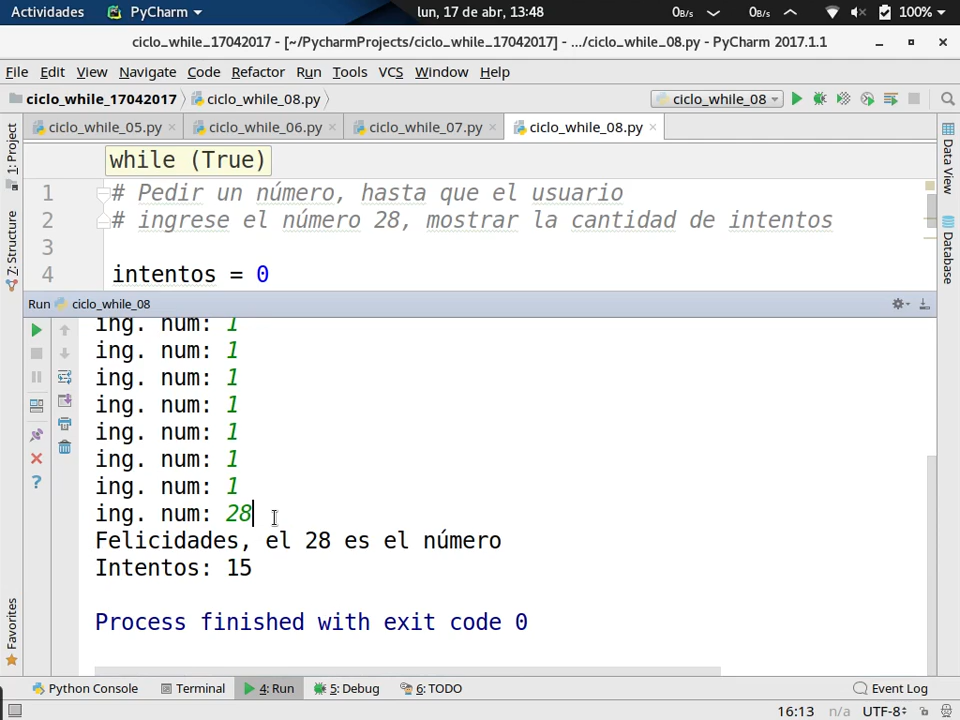 Actividades PyCharm lun, 17 de abr, 13:48 0B/s 0B/s 100%
ciclo_while_17042017 - [~/PycharmProjects/ciclo_while_17042017] - .../ciclo_while_08.py - PyCharm 2017.1.1
File Edit View Navigate Code Refactor Run Tools VCS Window Help
ciclo_while_17042017 ciclo_while_08.py ciclo_while_08
ciclo_while_05.py ciclo_while_06.py ciclo_while_07.py ciclo_while_08.py
1: Project
7: Structure
Favorites
Data View
Database
while (True)
1 # Pedir un número, hasta que el usuario
2 # ingrese el número 28, mostrar la cantidad de intentos
3
4 intentos = 0
Run ciclo_while_08
ing. num: 1
ing. num: 1
ing. num: 1
ing. num: 1
ing. num: 1
ing. num: 1
ing. num: 1
ing. num: 28
Felicidades, el 28 es el número
Intentos: 15
Process finished with exit code 0
Python Console Terminal 4: Run 5: Debug 6: TODO Event Log
16:13 n/a UTF-8